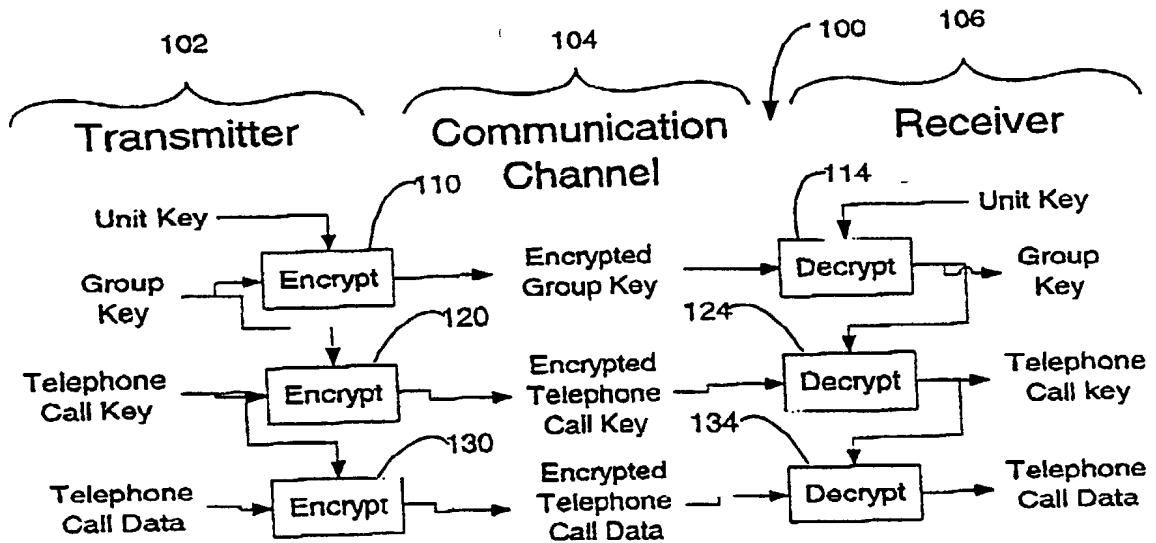 102
104
100
106
Transmitter
Communication
Channel
Receiver
110
114
Unit Key
Unit Key
Group
Key
Encrypt
Encrypted
Group Key
Decrypt
Group
Key
120
124
Telephone
Call Key
Encrypt
Encrypted
Telephone
Call Key
Decrypt
Telephone
Call key
130
134
Telephone
Call Data
Encrypt
Encrypted
Telephone
Call Data
Decrypt
Telephone
Call Data